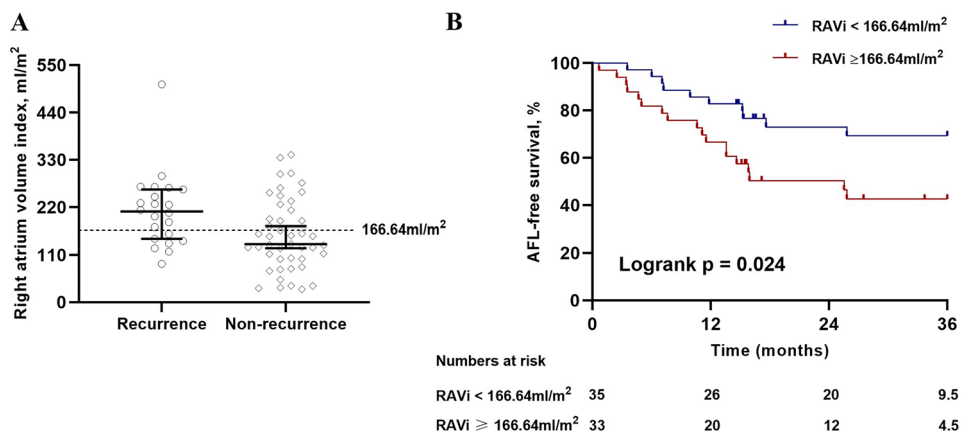 A
Right atrium volume index, ml/m²
550
440
330
220
110
0
166.64ml/m²
Recurrence Non-recurrence
B
RAVi < 166.64ml/m²
RAVi ≥166.64ml/m²
AFL-free survival, %
100
80
60
40
20
0
Logrank p = 0.024
0 12 24 36
Time (months)
Numbers at risk
RAVi < 166.64ml/m² 35 26 20 9.5
RAVi ≥ 166.64ml/m² 33 20 12 4.5